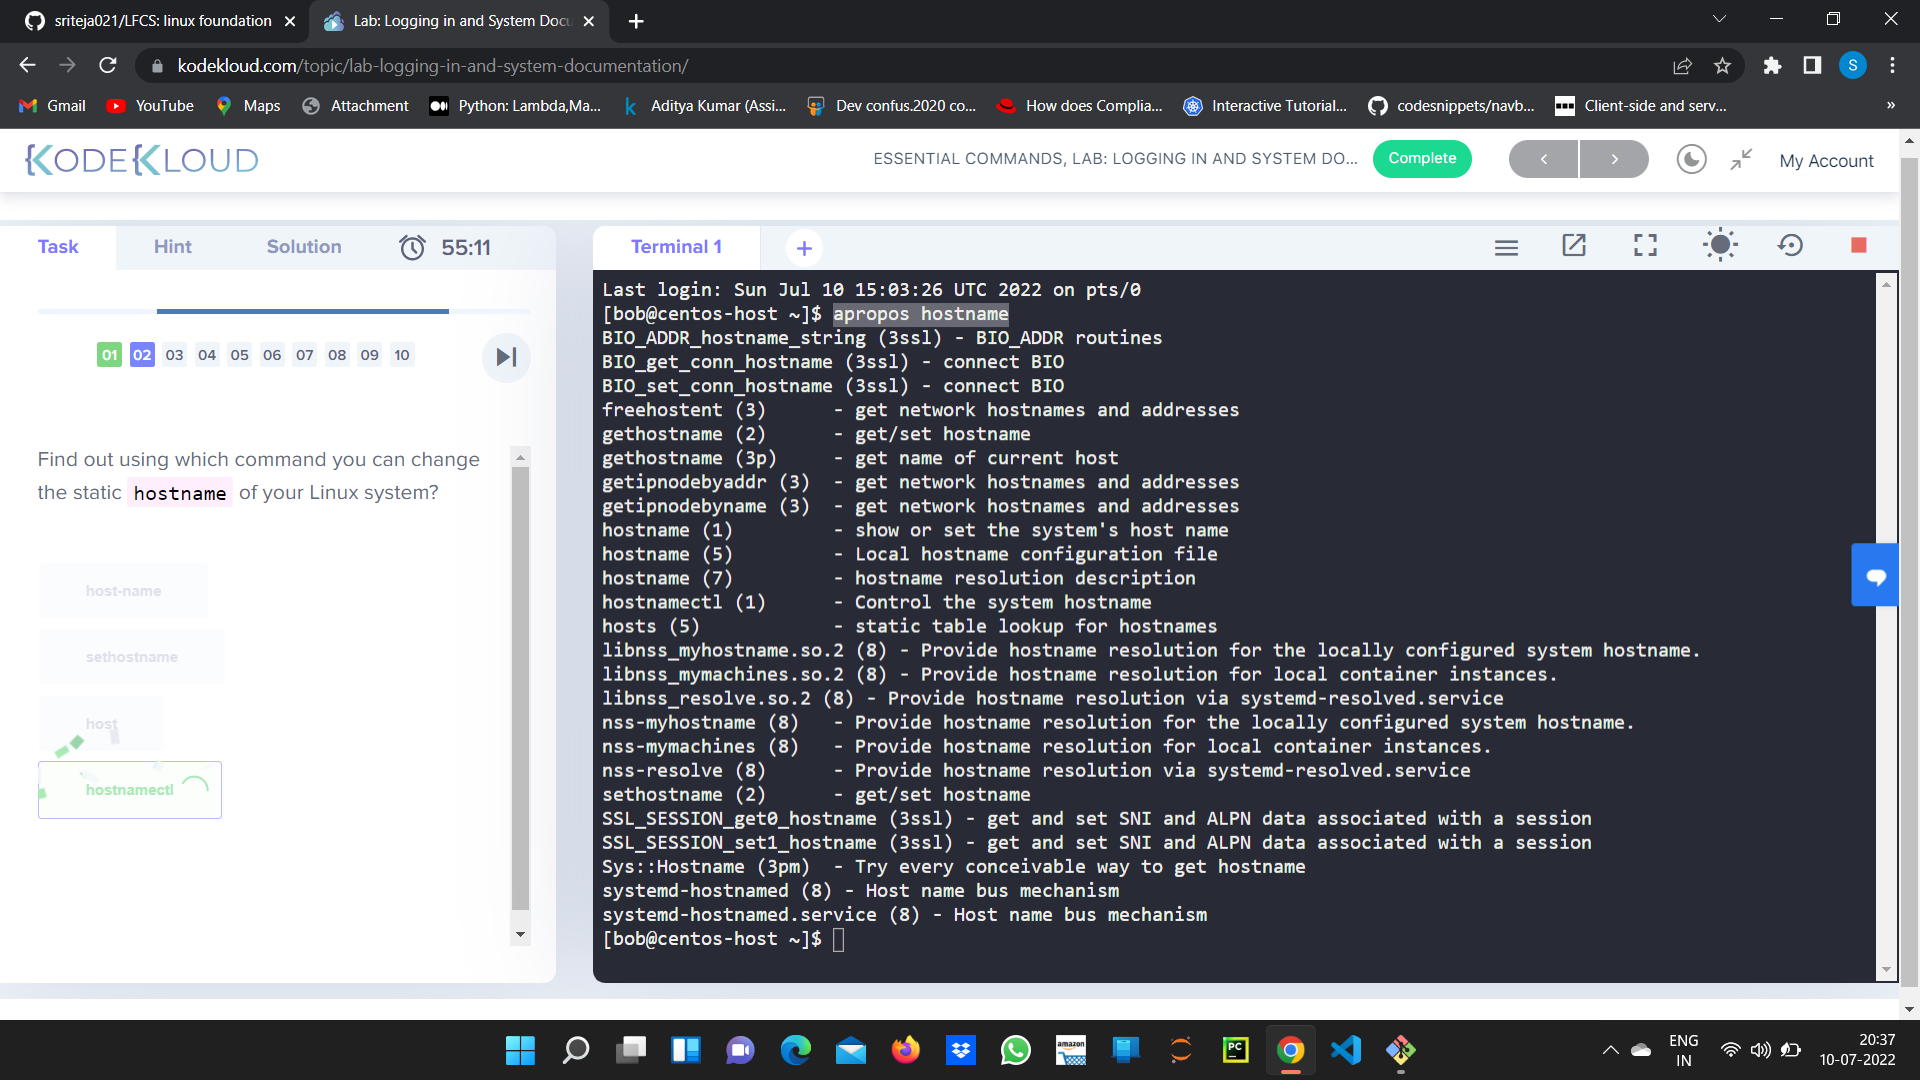 sriteja021/LFCS: linux foundation
Lab: Logging in and System Docu
kodekloud.com/topic/lab-logging-in-and-system-documentation/
S
Gmail
YouTube
Maps
Attachment
Python: Lambda,Ma...
k
Aditya Kumar (Assi...
Dev confus.2020 co...
How does Complia...
Interactive Tutorial...
codesnippets/navb...
Client-side and serv...
»
KODEKLOUD
ESSENTIAL COMMANDS, LAB: LOGGING IN AND SYSTEM DO...
Complete
My Account
Task
Hint
Solution
55:11
01 02 03 04 05 06 07 08 09 10
Find out using which command you can change
the static hostname of your Linux system?
host-name
sethostname
host
hostnamectl
Terminal 1
+
Last login: Sun Jul 10 15:03:26 UTC 2022 on pts/0
[bob@centos-host ~]$ apropos hostname
BIO_ADDR_hostname_string (3ssl) - BIO_ADDR routines
BIO_get_conn_hostname (3ssl) - connect BIO
BIO_set_conn_hostname (3ssl) - connect BIO
freehostent (3)      - get network hostnames and addresses
gethostname (2)      - get/set hostname
gethostname (3p)     - get name of current host
getipnodebyaddr (3)  - get network hostnames and addresses
getipnodebyname (3)  - get network hostnames and addresses
hostname (1)         - show or set the system's host name
hostname (5)         - Local hostname configuration file
hostname (7)         - hostname resolution description
hostnamectl (1)      - Control the system hostname
hosts (5)            - static table lookup for hostnames
libnss_myhostname.so.2 (8) - Provide hostname resolution for the locally configured system hostname.
libnss_mymachines.so.2 (8) - Provide hostname resolution for local container instances.
libnss_resolve.so.2 (8) - Provide hostname resolution via systemd-resolved.service
nss-myhostname (8)   - Provide hostname resolution for the locally configured system hostname.
nss-mymachines (8)   - Provide hostname resolution for local container instances.
nss-resolve (8)      - Provide hostname resolution via systemd-resolved.service
sethostname (2)      - get/set hostname
SSL_SESSION_get0_hostname (3ssl) - get and set SNI and ALPN data associated with a session
SSL_SESSION_set1_hostname (3ssl) - get and set SNI and ALPN data associated with a session
Sys::Hostname (3pm)  - Try every conceivable way to get hostname
systemd-hostnamed (8) - Host name bus mechanism
systemd-hostnamed.service (8) - Host name bus mechanism
[bob@centos-host ~]$
amazon
PC
ENG
IN
20:37
10-07-2022